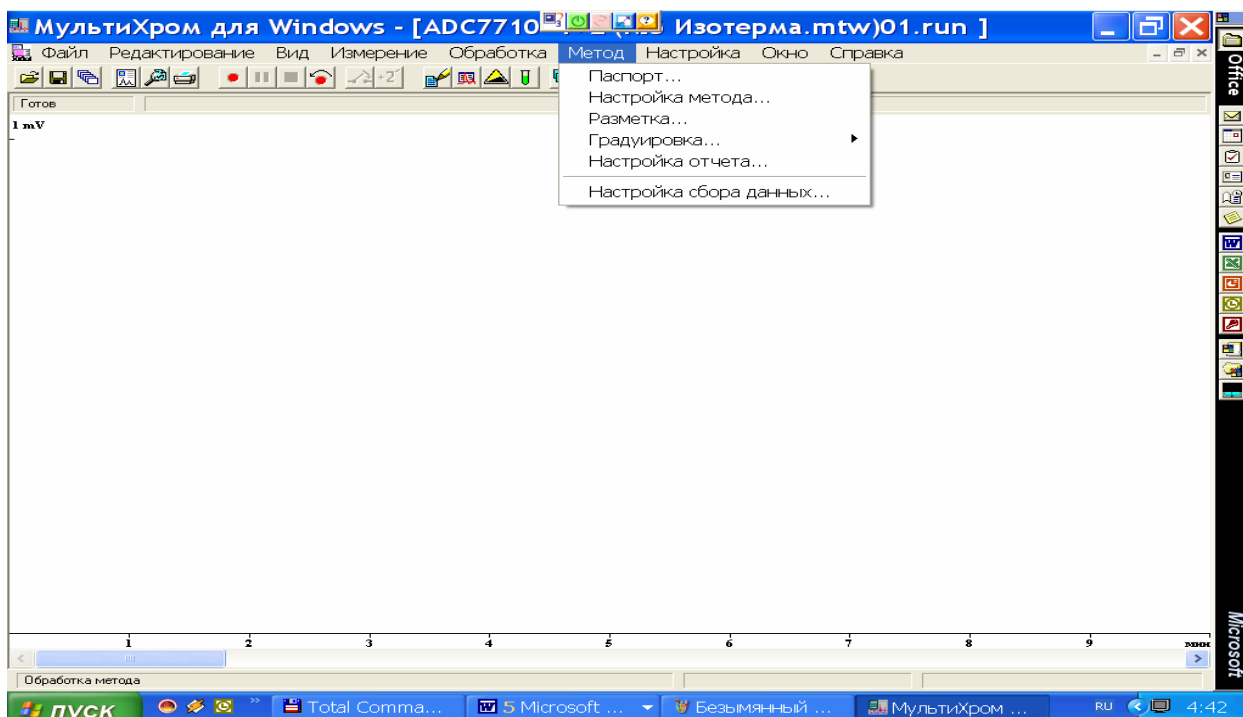 МультиХром для Windows - [ADC7710 Изотерма.mtw)01.run ]
Файл Редактирование Вид Измерение Обработка Метод Настройка Окно Справка
Office
Паспорт...
Настройка метода...
Разметка...
Градуировка...
Настройка отчета...
Настройка сбора данных...
Готов
1 mV
1 2 3 4 5 6 7 8 9 мин
Microsoft
Обработка метода
пуск Total Comma... 5 Microsoft ... Безымянный ... МультиХром ... RU 4:42